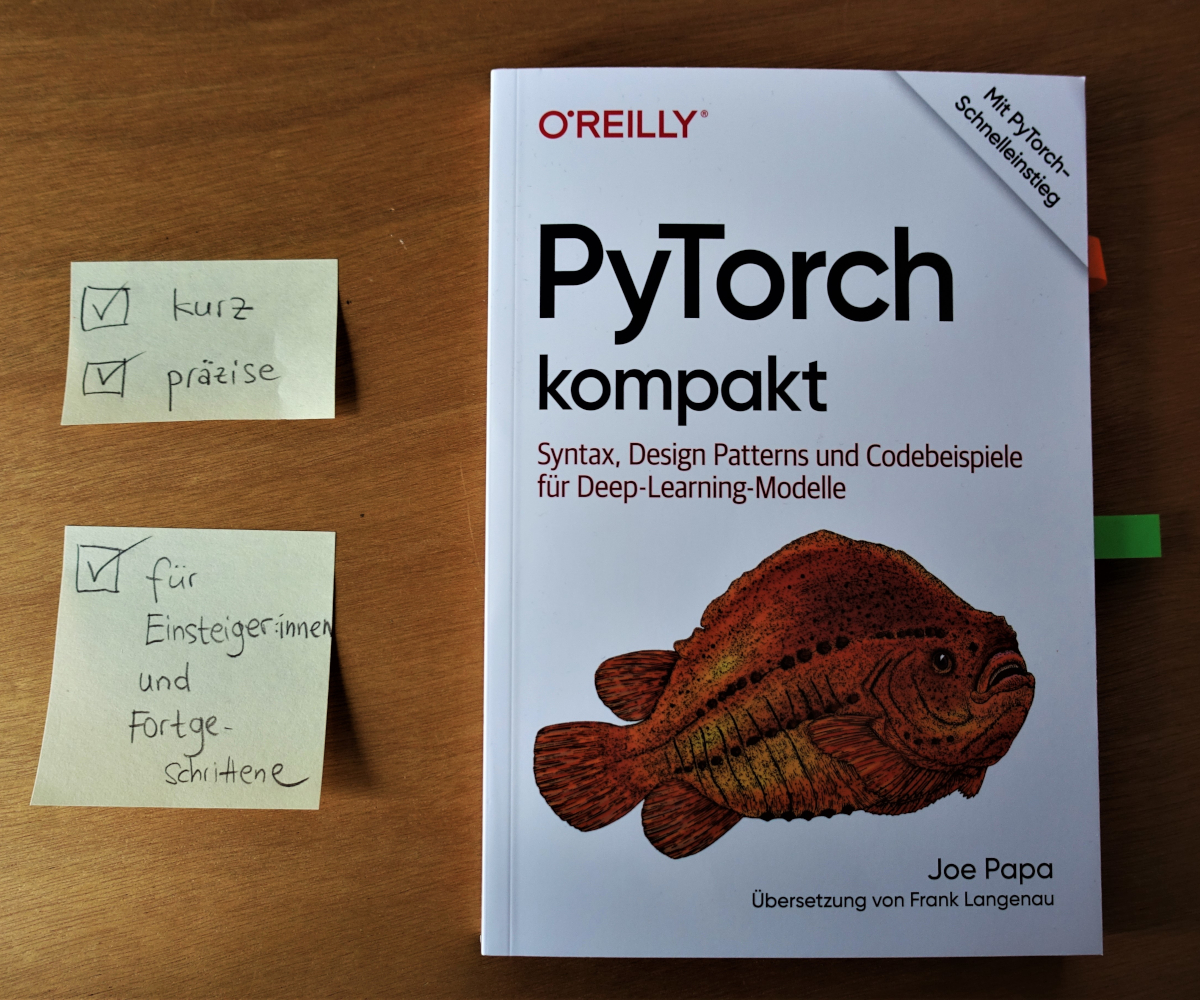 kurz
präzise
für
Einsteiger:innen
und
Fortge-
schrittene
O'REILLY®
Mit PyTorch-
Schnelleinstieg
PyTorch
kompakt
Syntax, Design Patterns und Codebeispiele
für Deep-Learning-Modelle
Joe Papa
Übersetzung von Frank Langenau